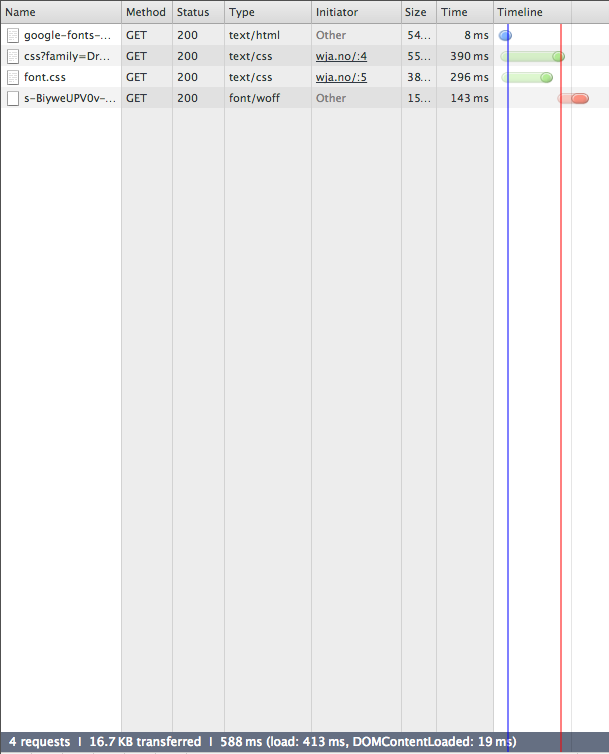 Name Method Status Type Initiator Size Time Timeline
google-fonts-... GET 200 text/html Other 54... 8 ms
css?family=Dr... GET 200 text/css wja.no/:4 55... 390 ms
font.css GET 200 text/css wja.no/:5 38... 296 ms
s-BiyweUPV0v-... GET 200 font/woff Other 15... 143 ms
4 requests | 16.7 KB transferred | 588 ms (load: 413 ms, DOMContentLoaded: 19 ms)